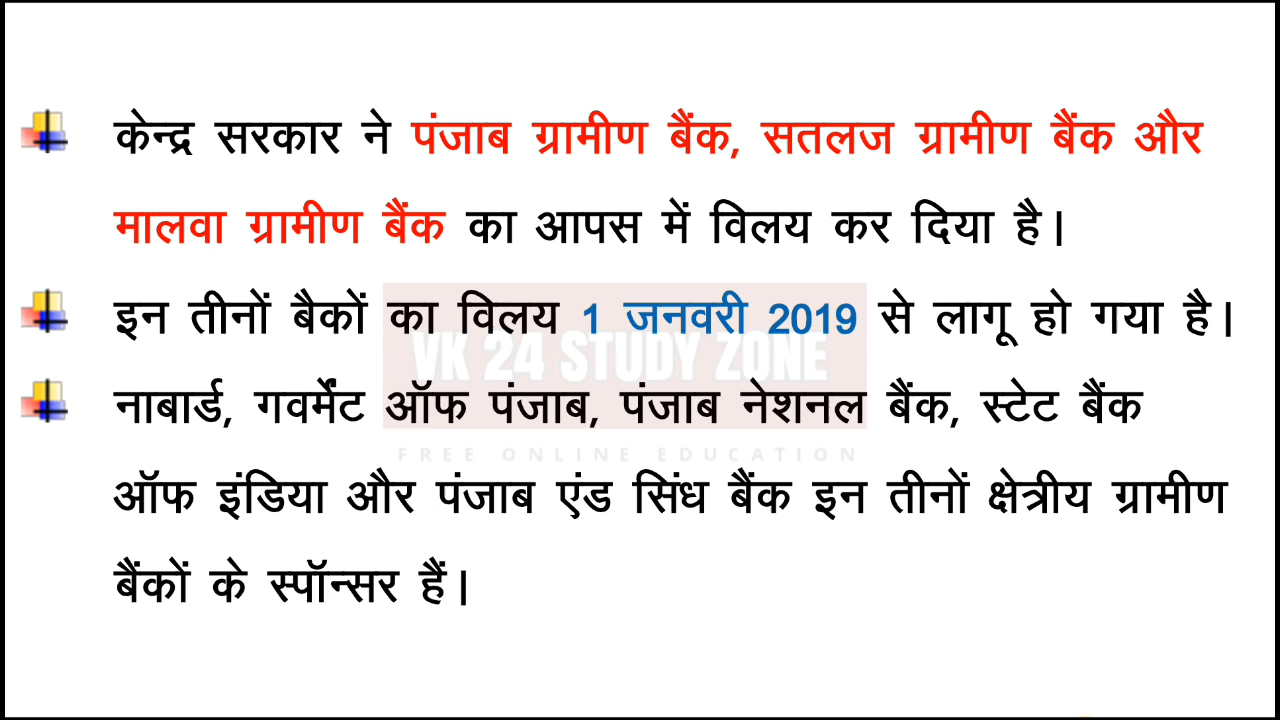 केन्द्र सरकार ने पंजाब ग्रामीण बैंक, सतलज ग्रामीण बैंक और
मालवा ग्रामीण बैंक का आपस में विलय कर दिया है।
इन तीनों बैकों का विलय 1 जनवरी 2019 से लागू हो गया है।
VK 24 STUDY ZONE
नाबार्ड, गवर्मेंट ऑफ पंजाब, पंजाब नेशनल बैंक, स्टेट बैंक
FREE ONLINE EDUCATION
ऑफ इंडिया और पंजाब एंड सिंध बैंक इन तीनों क्षेत्रीय ग्रामीण
बैंकों के स्पॉन्सर हैं।